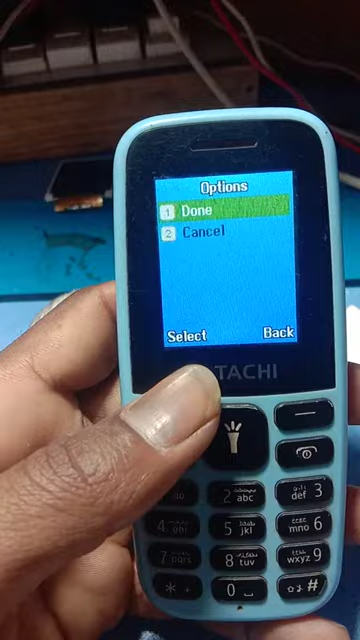 Options
1 Done
2 Cancel
Select Back
TACHI
2 abc
def 3
4
5 jkl
mno 6
7 pqrs
8 tuv
wxyz 9
* +
0
#